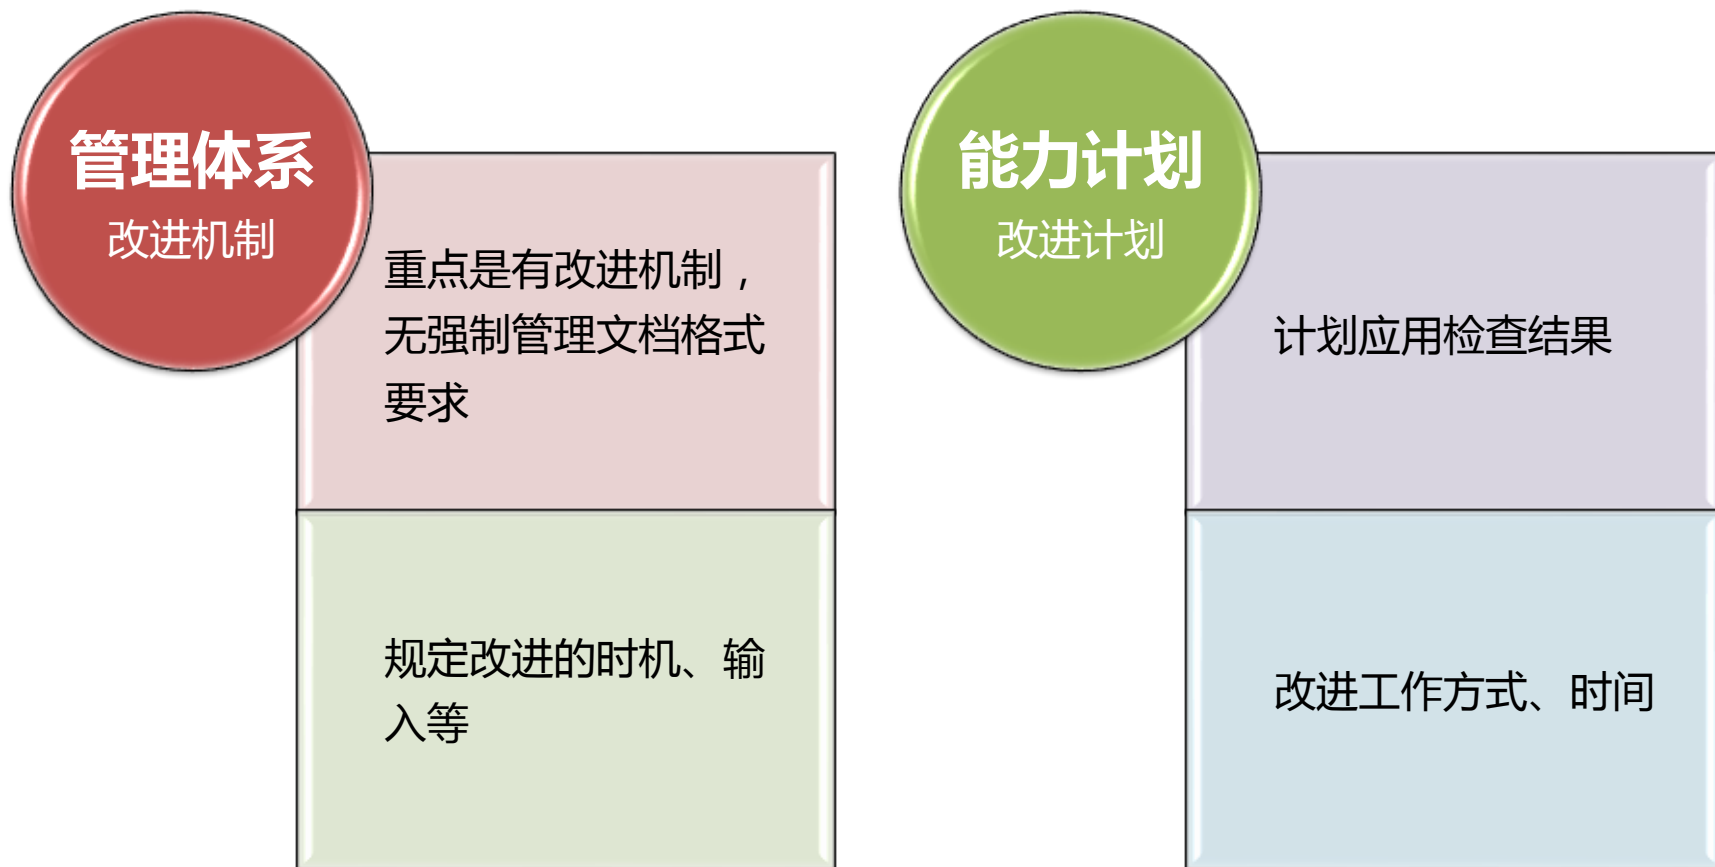 管理体系
改进机制
重点是有改进机制，
无强制管理文档格式
要求
规定改进的时机、输
入等
能力计划
改进计划
计划应用检查结果
改进工作方式、时间